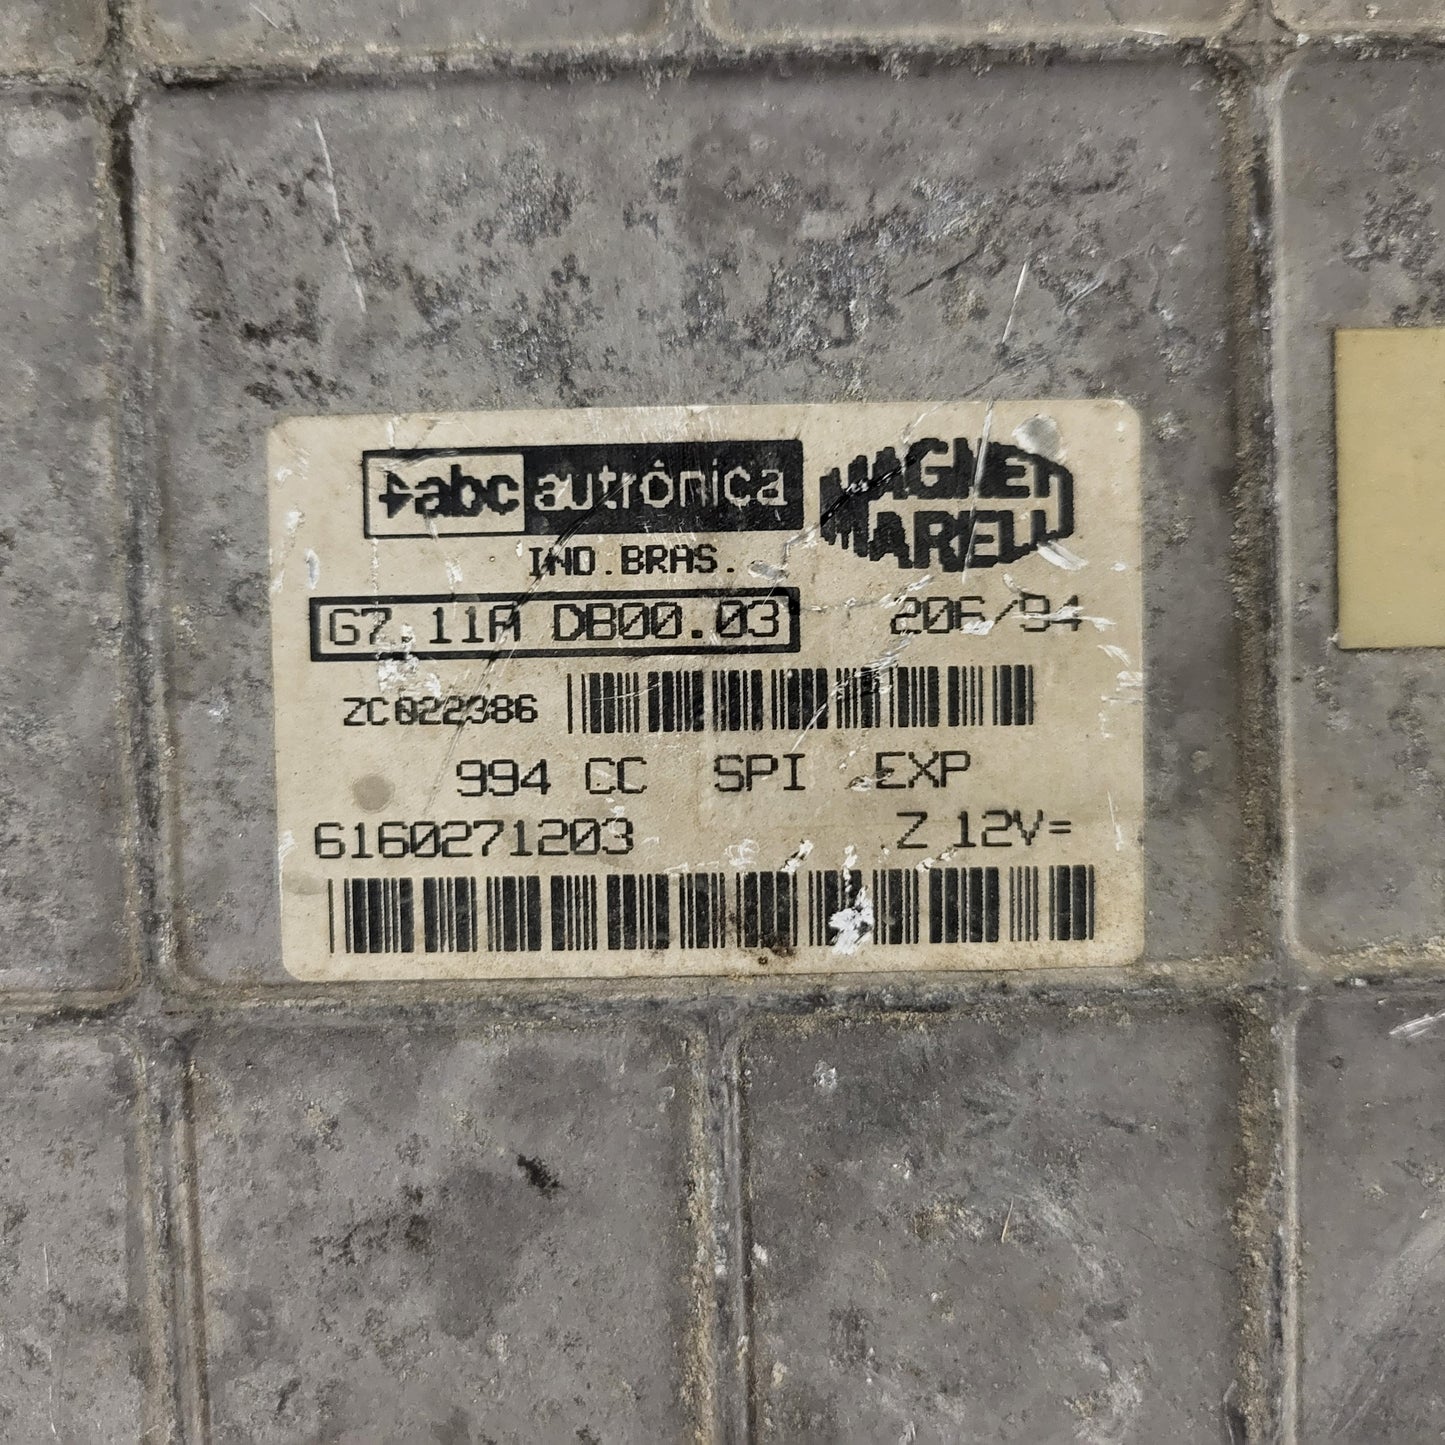 abc autrônica MAGNETI MARELLI
IND.BRAS.
G7.11A DB00.03 206/94
ZC022386
994 CC SPI EXP
6160271203 Z 12V=